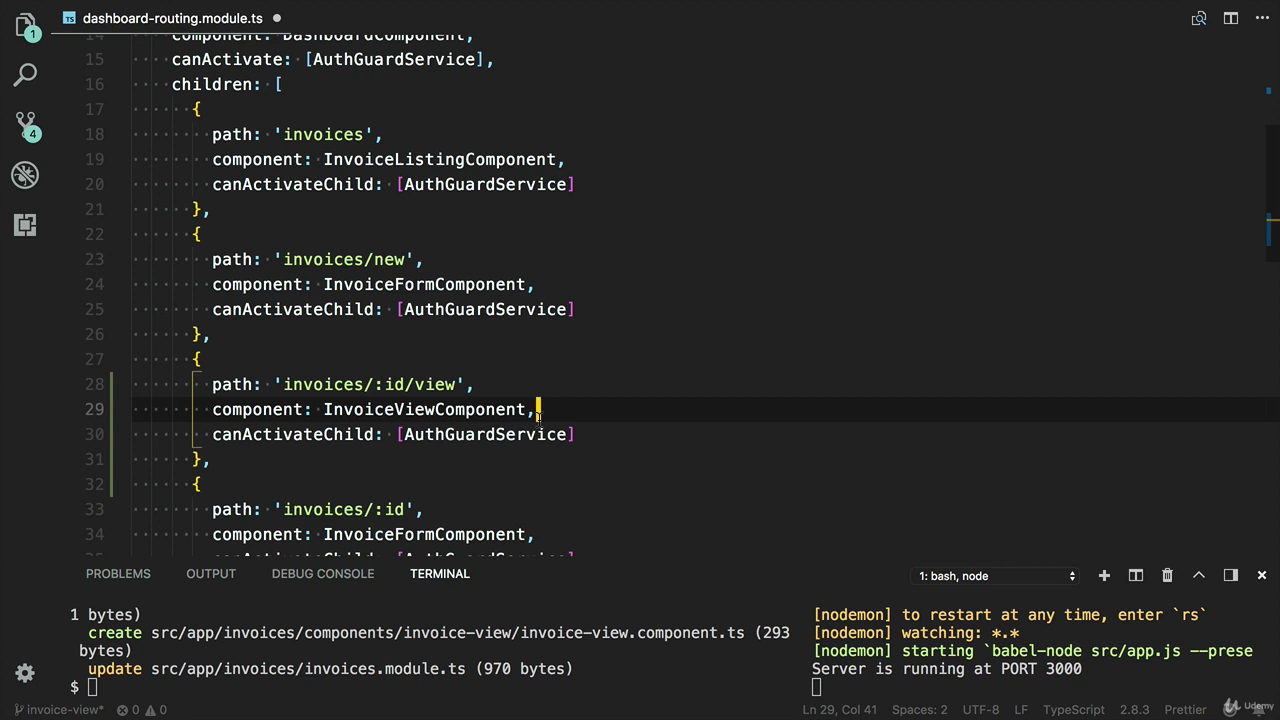 dashboard-routing.module.ts
1
4
14 component: DashboardComponent,
15 canActivate: [AuthGuardService],
16 children: [
17 {
18 path: 'invoices',
19 component: InvoiceListingComponent,
20 canActivateChild: [AuthGuardService]
21 },
22 {
23 path: 'invoices/new',
24 component: InvoiceFormComponent,
25 canActivateChild: [AuthGuardService]
26 },
27 {
28 path: 'invoices/:id/view',
29 component: InvoiceViewComponent,
30 canActivateChild: [AuthGuardService]
31 },
32 {
33 path: 'invoices/:id',
34 component: InvoiceFormComponent,
35 canActivateChild: [AuthGuardService]
PROBLEMS OUTPUT DEBUG CONSOLE TERMINAL 1: bash, node
1 bytes)
create src/app/invoices/components/invoice-view/invoice-view.component.ts (293
bytes)
update src/app/invoices/invoices.module.ts (970 bytes)
$
[nodemon] to restart at any time, enter `rs`
[nodemon] watching: *.*
[nodemon] starting `babel-node src/app.js --prese
Server is running at PORT 3000
invoice-view* 0 0 Ln 29, Col 41 Spaces: 2 UTF-8 LF TypeScript 2.8.3 Prettier
Udemy